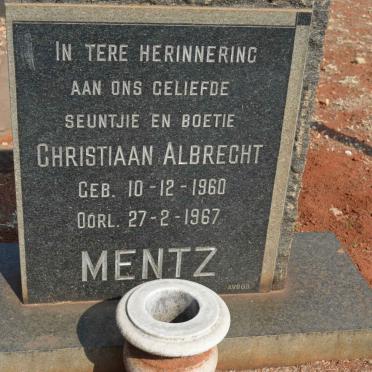 IN TERE HERINNERING
AAN ONS GELIEFDE
SEUNTJIE EN BOETIE
CHRISTIAAN ALBRECHT
GEB. 10-12-1960
OORL. 27-2-1967
MENTZ